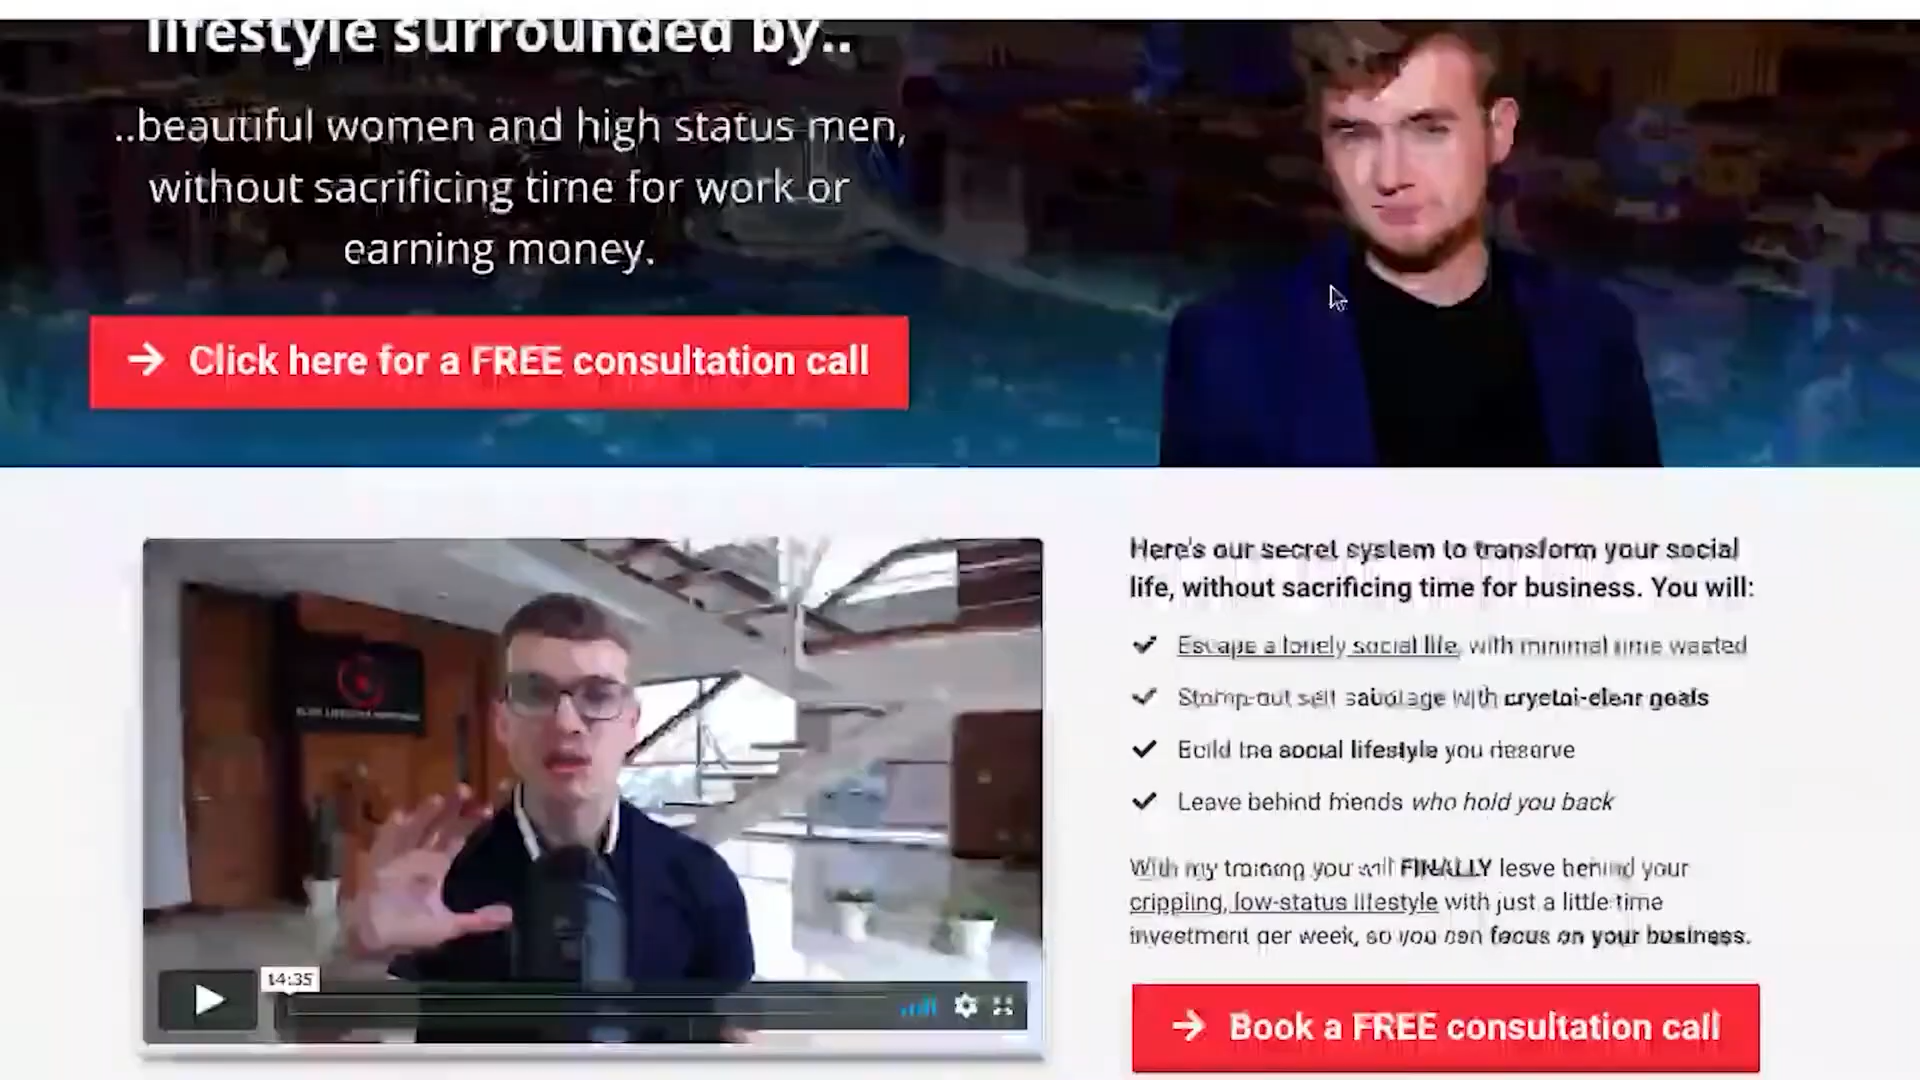 lifestyle surrounded by..
..beautiful women and high status men,
without sacrificing time for work or
earning money.
Click here for a FREE consultation call
Here's our secret system to transform your social
life, without sacrificing time for business. You will:
Escape a lonely social life, with minimal time wasted
Stomp-out self sabotage with crystal-clear goals
Build the social lifestyle you deserve
Leave behind friends who hold you back
With my training you will FINALLY leave behind your
crippling, low-status lifestyle with just a little time
investment per week, so you can focus on your business.
14:35
Book a FREE consultation call